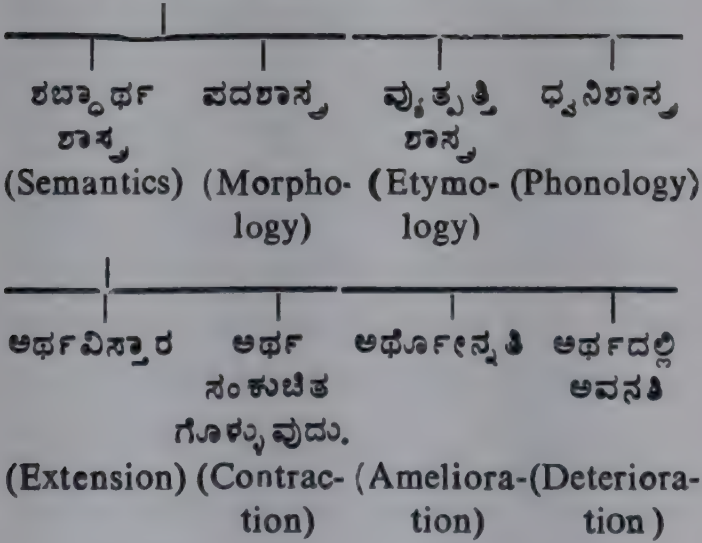 ಶಬ್ದಾರ್ಥ ಪದಶಾಸ್ತ್ರ ವ್ಯುತ್ಪತ್ತಿ ಧ್ವನಿಶಾಸ್ತ್ರ
ಶಾಸ್ತ್ರ ಶಾಸ್ತ್ರ
(Semantics) (Morpho- (Etymo- (Phonology)
logy) logy)
ಅರ್ಥವಿಸ್ತಾರ ಅರ್ಥ ಅರ್ಥೋನ್ನತಿ ಅರ್ಥದಲ್ಲಿ
ಸಂಕುಚಿತ ಅವನತಿ
ಗೊಳ್ಳುವುದು.
(Extension) (Contrac- (Ameliora- (Deteriora-
tion) tion) tion )